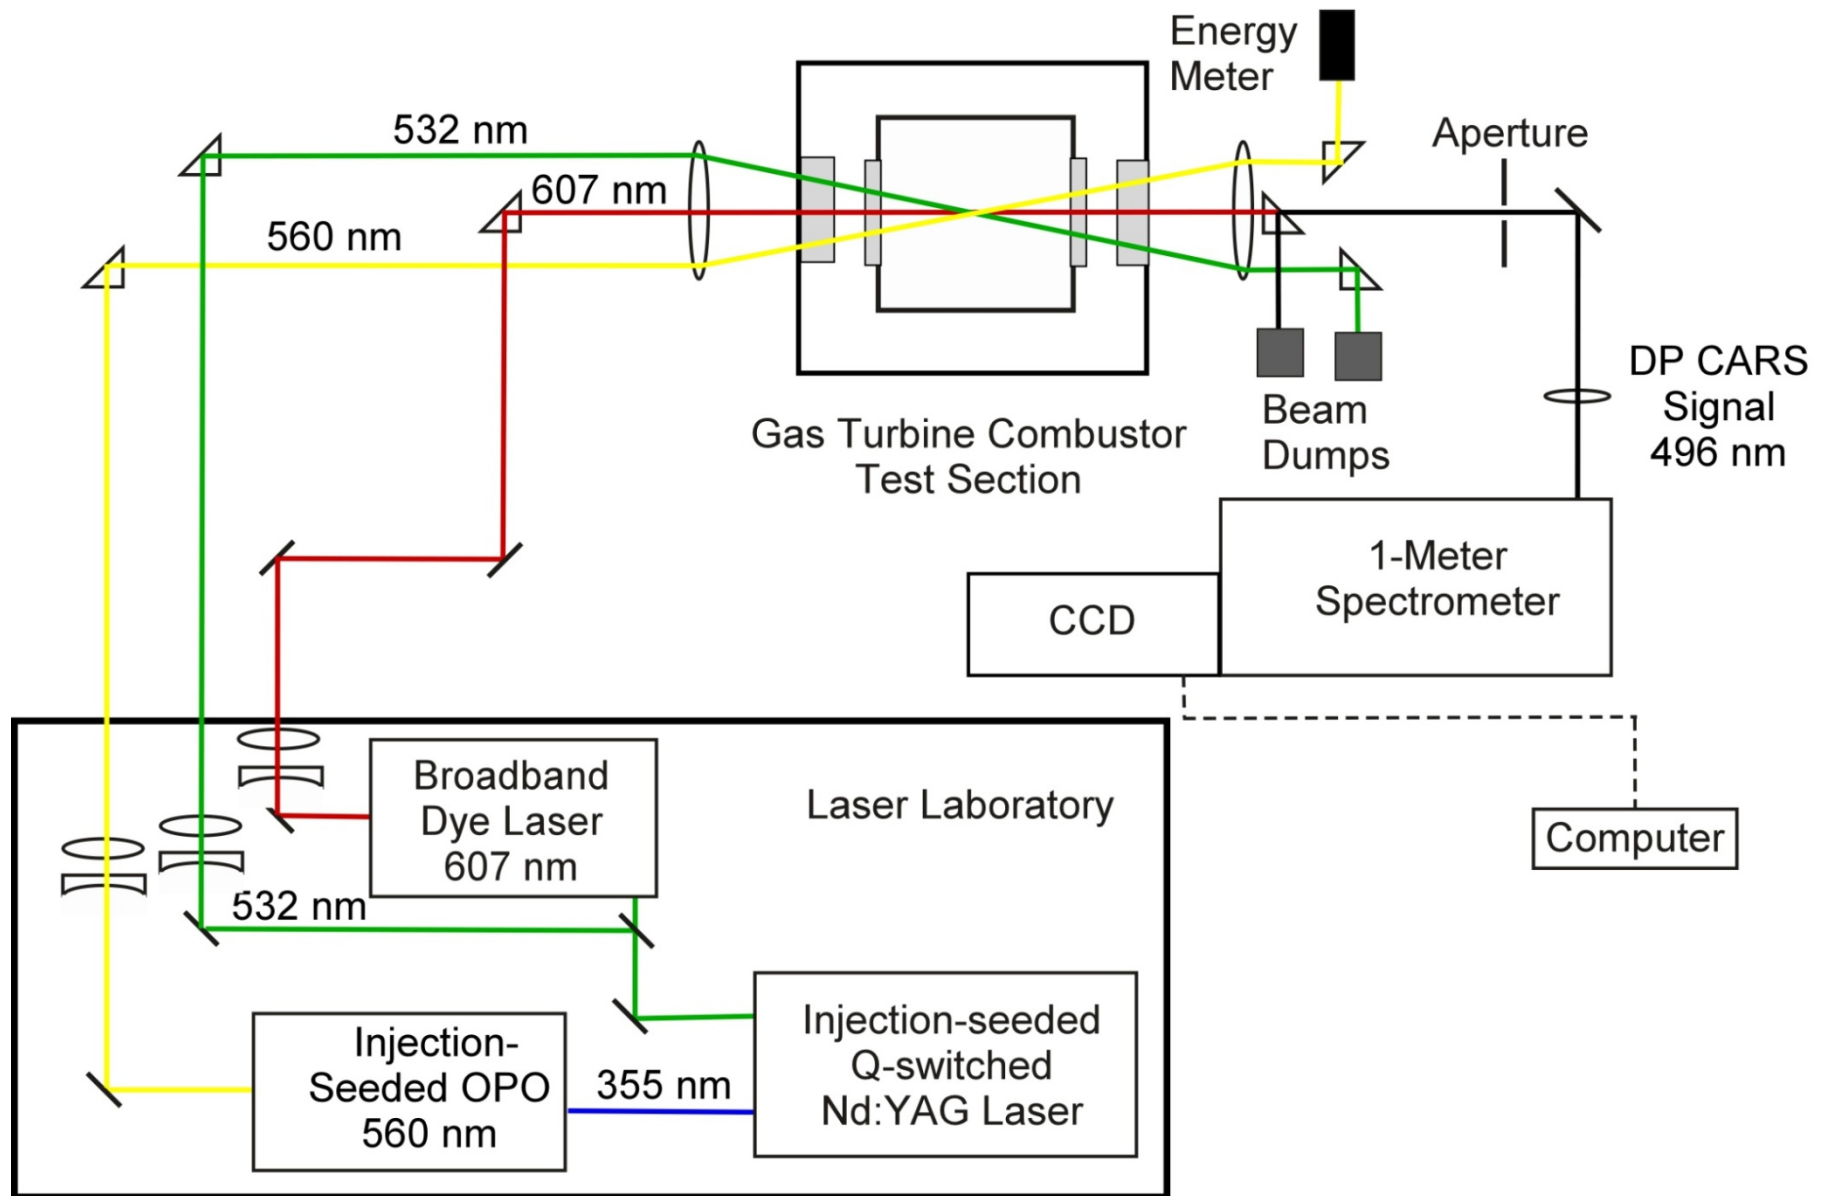 Energy
Meter
532 nm
Aperture
607 nm
560 nm
DP CARS
Signal
496 nm
Beam
Dumps
Gas Turbine Combustor
Test Section
1-Meter
Spectrometer
CCD
Broadband
Dye Laser
607 nm
Laser Laboratory
Computer
532 nm
Injection-seeded
Q-switched
Nd:YAG Laser
Injection-
Seeded OPO
560 nm
355 nm